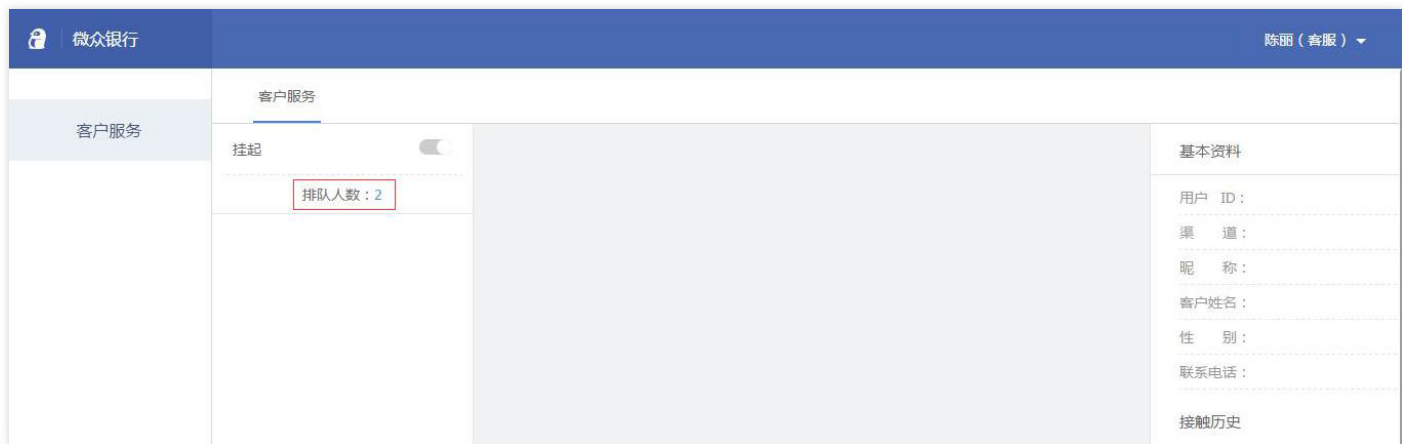 微众银行
陈丽（客服）
客户服务
客户服务
挂起
排队人数：2
基本资料
用户 ID：
渠 道：
昵 称：
客户姓名：
性 别：
联系电话：
接触历史